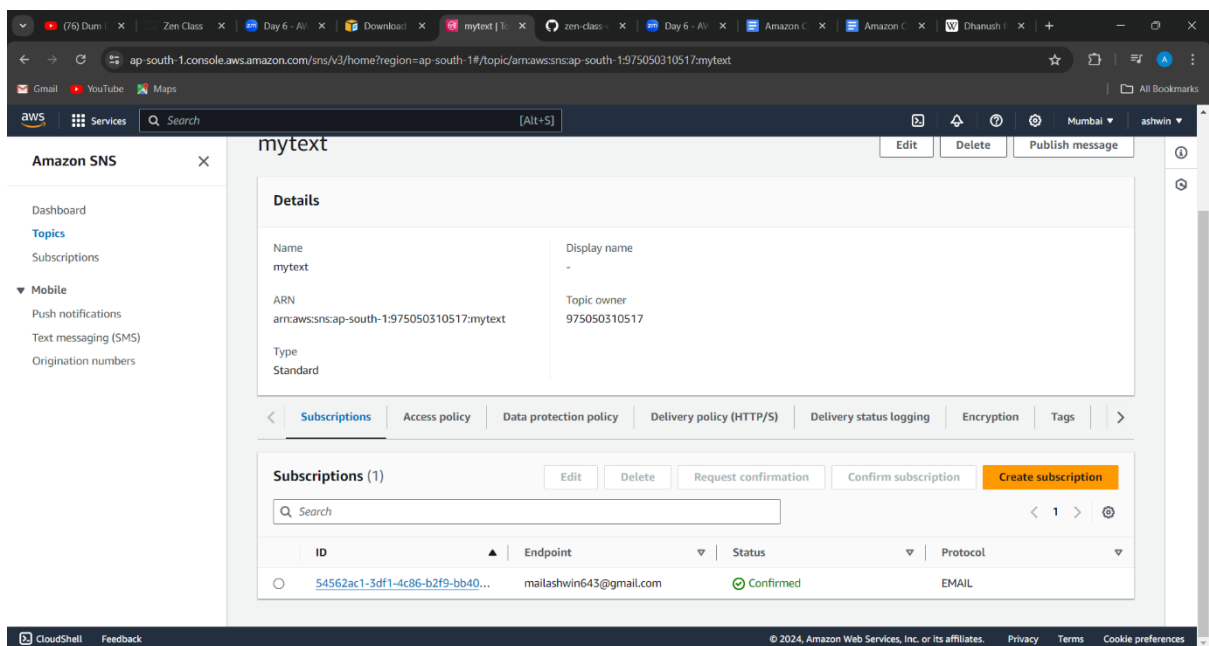 (76) Dum
Zen Class
Day 6 - AW
Download
mytext | To
zen-class-
Day 6 - AW
Amazon C
Amazon C
Dhanush
ap-south-1.console.aws.amazon.com/sns/v3/home?region=ap-south-1#/topic/arn:aws:sns:ap-south-1:975050310517:mytext
Gmail YouTube Maps All Bookmarks
aws Services Search [Alt+S] Mumbai ▼ ashwin ▼
Amazon SNS
Dashboard
Topics
Subscriptions
Mobile
Push notifications
Text messaging (SMS)
Origination numbers
mytext
Edit Delete Publish message
Details
Name
mytext
Display name
-
ARN
arn:aws:sns:ap-south-1:975050310517:mytext
Topic owner
975050310517
Type
Standard
Subscriptions Access policy Data protection policy Delivery policy (HTTP/S) Delivery status logging Encryption Tags
Subscriptions (1) Edit Delete Request confirmation Confirm subscription Create subscription
Search 1
ID Endpoint Status Protocol
54562ac1-3df1-4c86-b2f9-bb40... mailashwin643@gmail.com Confirmed EMAIL
CloudShell Feedback © 2024, Amazon Web Services, Inc. or its affiliates. Privacy Terms Cookie preferences